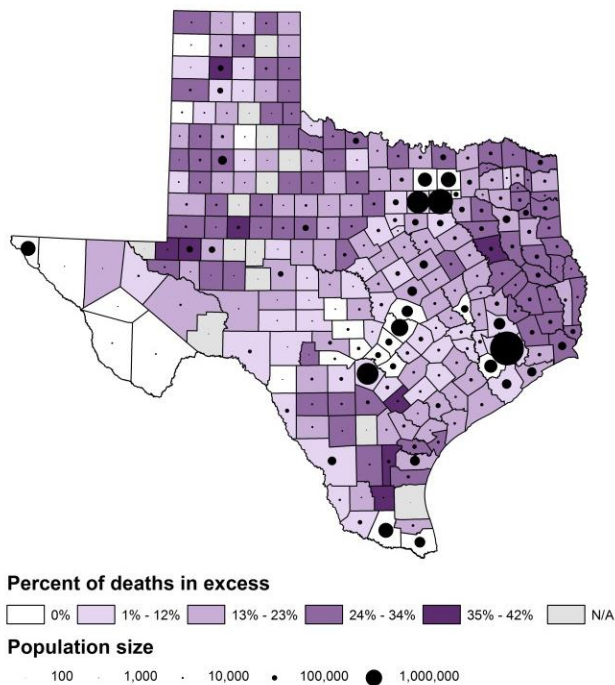 Percent of deaths in excess
0% 1% - 12% 13% - 23% 24% - 34% 35% - 42% N/A
Population size
100 1,000 10,000 100,000 1,000,000